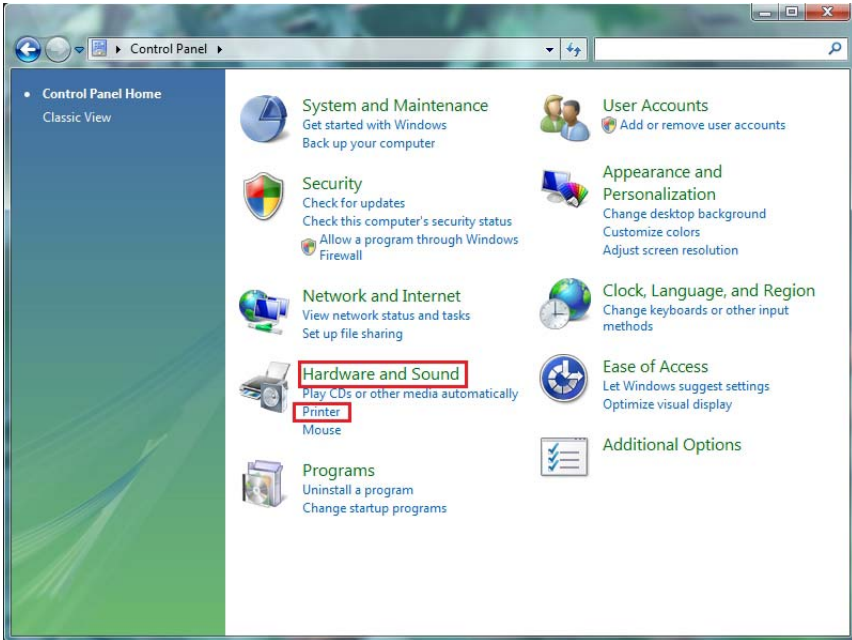 Control Panel
Control Panel Home
Classic View
System and Maintenance
Get started with Windows
Back up your computer
Security
Check for updates
Check this computer's security status
Allow a program through Windows
Firewall
Network and Internet
View network status and tasks
Set up file sharing
Hardware and Sound
Play CDs or other media automatically
Printer
Mouse
Programs
Uninstall a program
Change startup programs
User Accounts
Add or remove user accounts
Appearance and
Personalization
Change desktop background
Customize colors
Adjust screen resolution
Clock, Language, and Region
Change keyboards or other input
methods
Ease of Access
Let Windows suggest settings
Optimize visual display
Additional Options